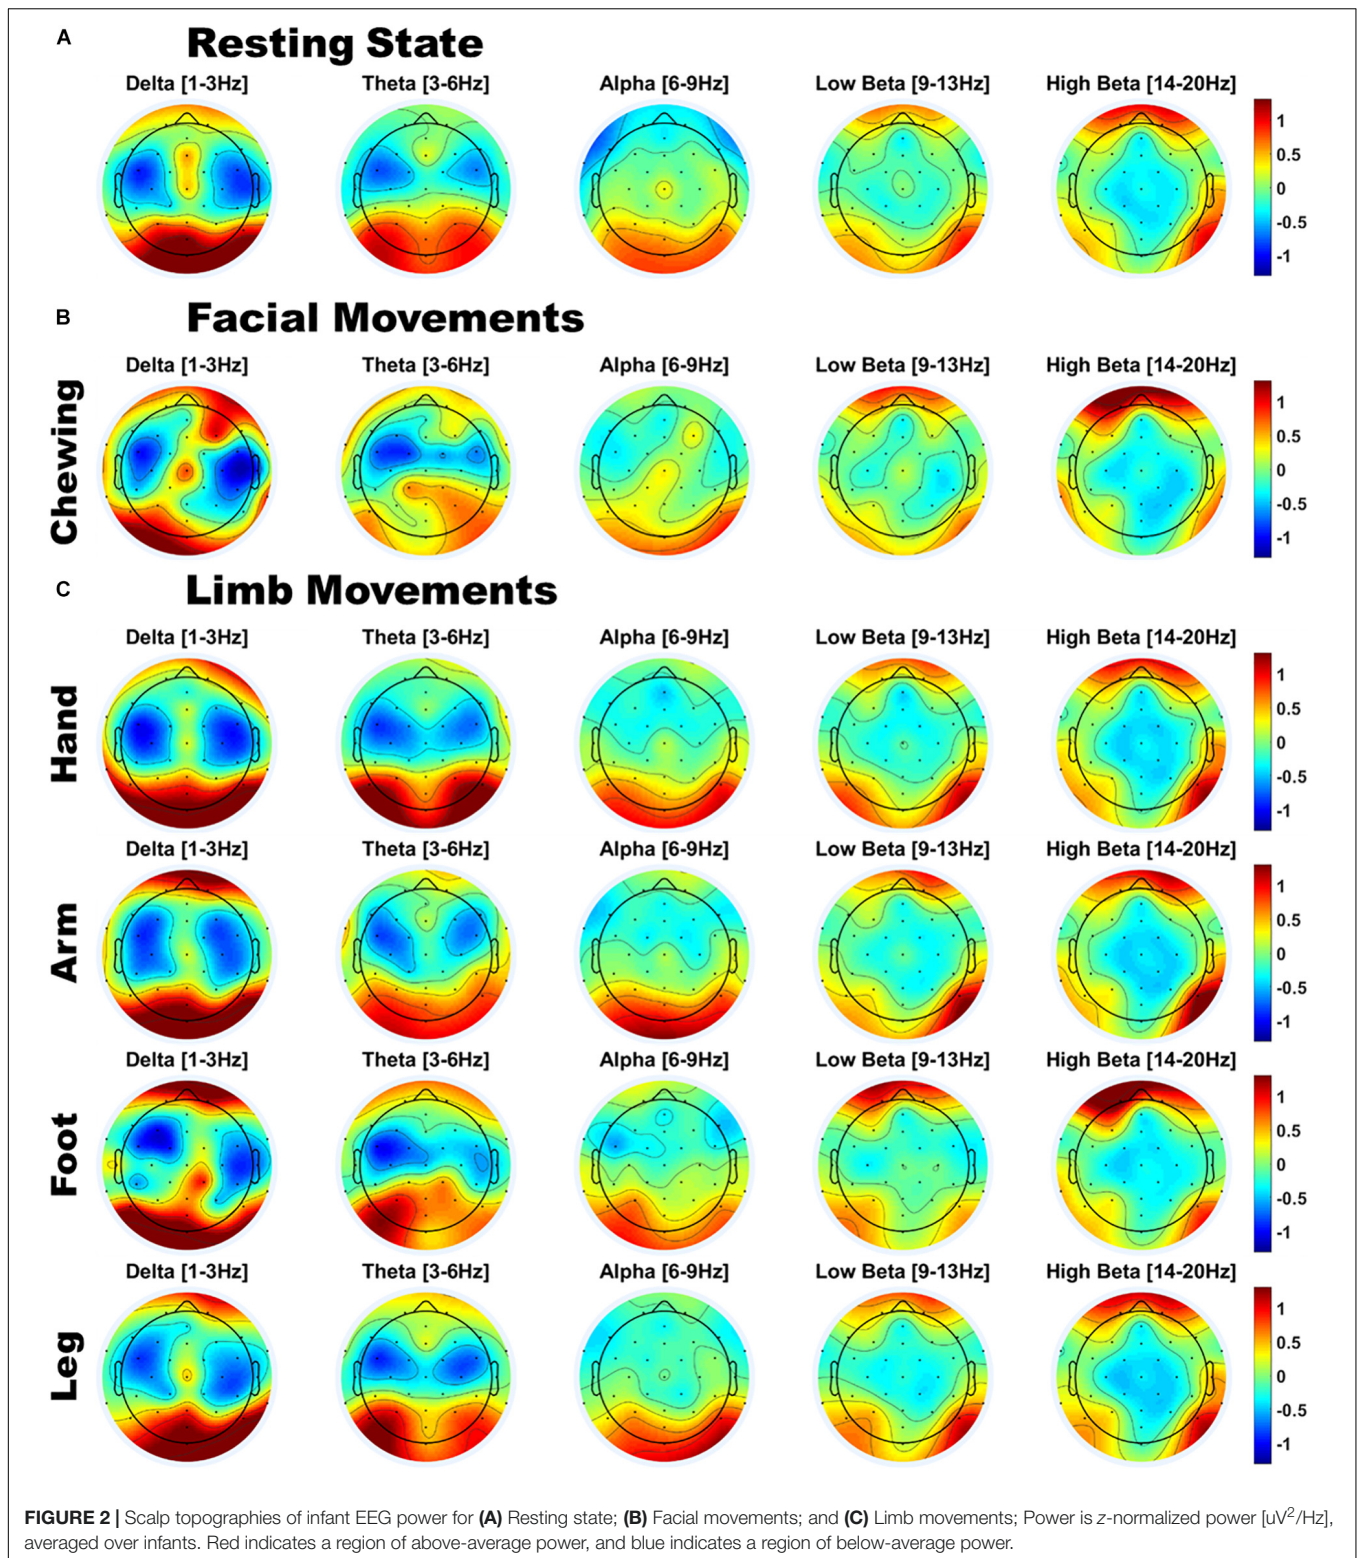 A Resting State
Delta [1-3Hz] Theta [3-6Hz] Alpha [6-9Hz] Low Beta [9-13Hz] High Beta [14-20Hz]
1
0.5
0
-0.5
-1
B Facial Movements
Delta [1-3Hz] Theta [3-6Hz] Alpha [6-9Hz] Low Beta [9-13Hz] High Beta [14-20Hz]
Chewing
1
0.5
0
-0.5
-1
C Limb Movements
Delta [1-3Hz] Theta [3-6Hz] Alpha [6-9Hz] Low Beta [9-13Hz] High Beta [14-20Hz]
Hand
1
0.5
0
-0.5
-1
Delta [1-3Hz] Theta [3-6Hz] Alpha [6-9Hz] Low Beta [9-13Hz] High Beta [14-20Hz]
Arm
1
0.5
0
-0.5
-1
Delta [1-3Hz] Theta [3-6Hz] Alpha [6-9Hz] Low Beta [9-13Hz] High Beta [14-20Hz]
Foot
1
0.5
0
-0.5
-1
Delta [1-3Hz] Theta [3-6Hz] Alpha [6-9Hz] Low Beta [9-13Hz] High Beta [14-20Hz]
Leg
1
0.5
0
-0.5
-1
FIGURE 2 | Scalp topographies of infant EEG power for (A) Resting state; (B) Facial movements; and (C) Limb movements; Power is z-normalized power [uV²/Hz],
averaged over infants. Red indicates a region of above-average power, and blue indicates a region of below-average power.